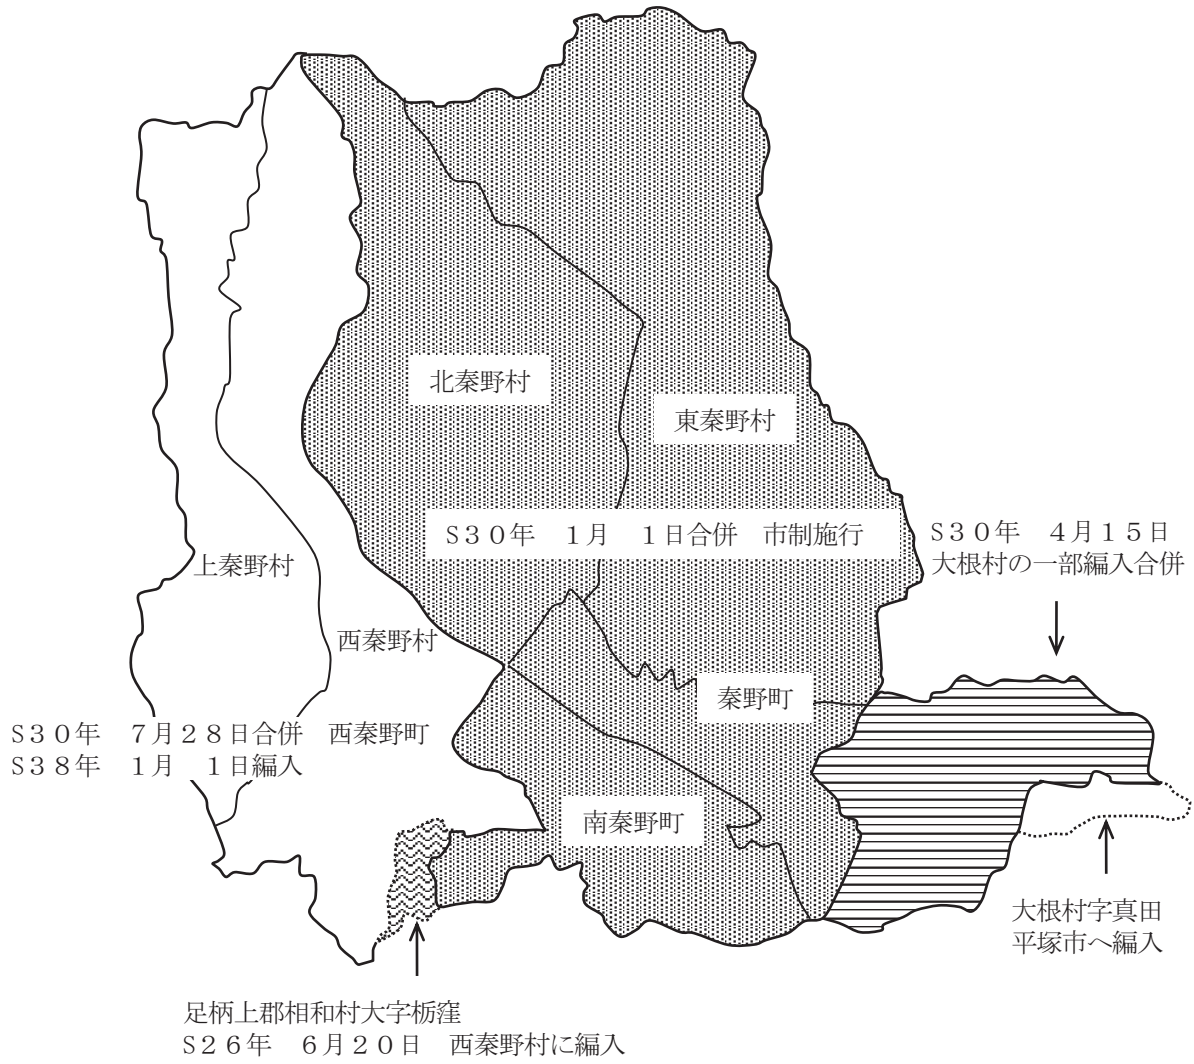 北秦野村
東秦野村
S30年　1月　1日合併　市制施行
S30年　4月15日
大根村の一部編入合併
上秦野村
西秦野村
秦野町
S30年　7月28日合併　西秦野町
S38年　1月　1日編入
南秦野町
大根村字真田
平塚市へ編入
足柄上郡相和村大字栃窪
S26年　6月20日　西秦野村に編入